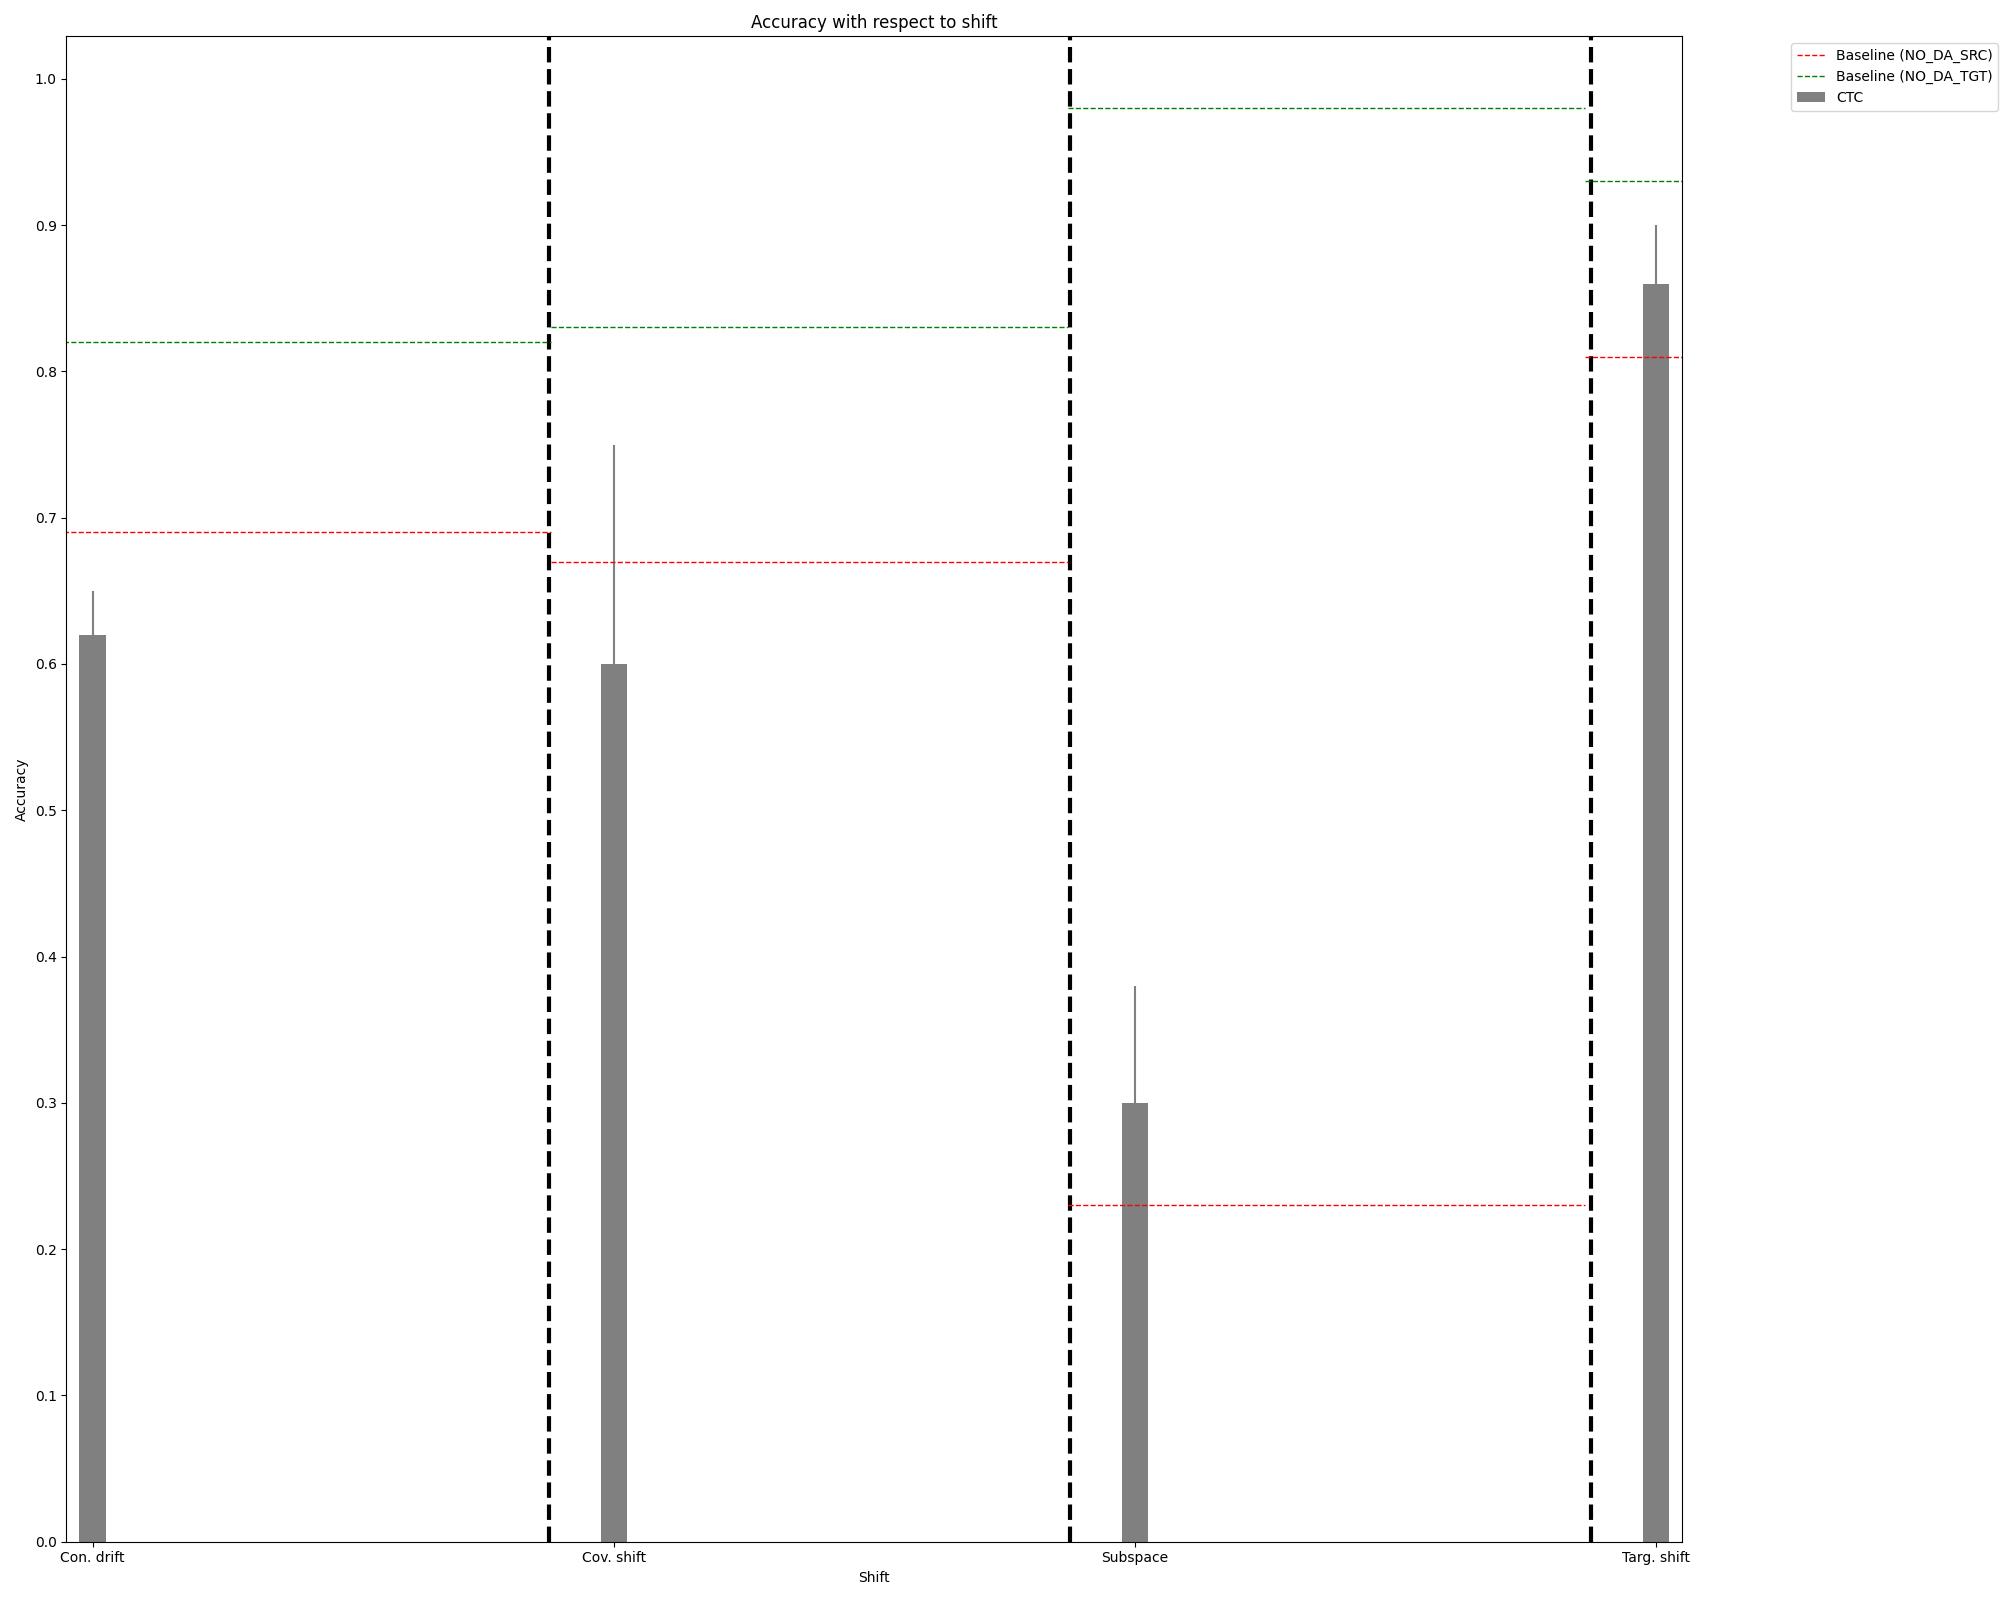 Accuracy with respect to shift
Baseline (NO_DA_SRC)
Baseline (NO_DA_TGT)
CTC
1.0
0.9
0.8
0.7
0.6
0.5
0.4
0.3
0.2
0.1
0.0
Accuracy
Con. drift
Cov. shift
Subspace
Targ. shift
Shift